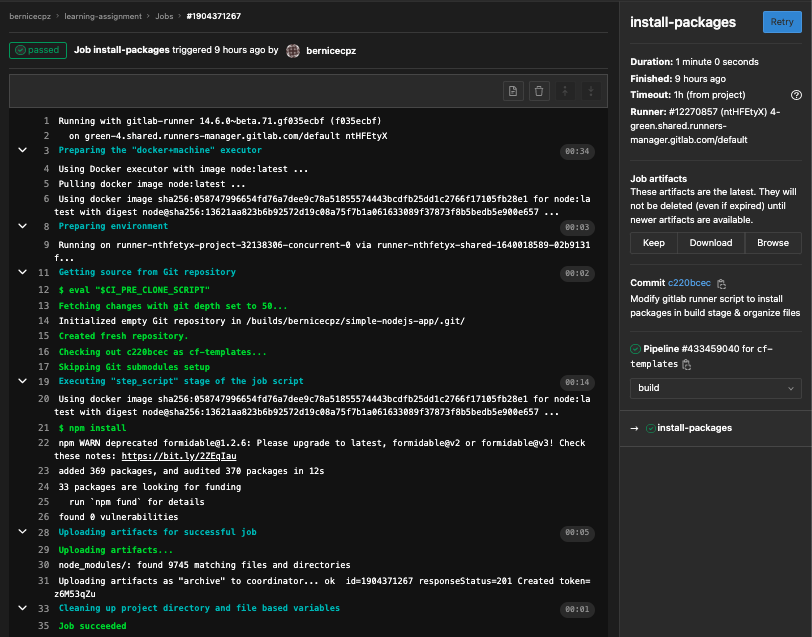 bernicecpz › learning-assignment › Jobs › #1904371267
passed Job install-packages triggered 9 hours ago by bernicecpz
1 Running with gitlab-runner 14.6.0~beta.71.gf035ecbf (f035ecbf)
2 on green-4.shared.runners-manager.gitlab.com/default ntHFEtyX
3 Preparing the "docker+machine" executor 00:34
4 Using Docker executor with image node:latest ...
5 Pulling docker image node:latest ...
6 Using docker image sha256:058747996654fd76a7dee9c78a51855574443bcdfb25dd1c2766f17105fb28e1 for node:la
test with digest node@sha256:13621aa823b6b92572d19c08a75f7b1a061633089f37873f8b5bedb5e900e657 ...
8 Preparing environment 00:03
9 Running on runner-nthfetyx-project-32138306-concurrent-0 via runner-nthfetyx-shared-1640018589-02b9131
f...
11 Getting source from Git repository 00:02
12 $ eval "$CI_PRE_CLONE_SCRIPT"
13 Fetching changes with git depth set to 50...
14 Initialized empty Git repository in /builds/bernicecpz/simple-nodejs-app/.git/
15 Created fresh repository.
16 Checking out c220bcec as cf-templates...
17 Skipping Git submodules setup
19 Executing "step_script" stage of the job script 00:14
20 Using docker image sha256:058747996654fd76a7dee9c78a51855574443bcdfb25dd1c2766f17105fb28e1 for node:la
test with digest node@sha256:13621aa823b6b92572d19c08a75f7b1a061633089f37873f8b5bedb5e900e657 ...
21 $ npm install
22 npm WARN deprecated formidable@1.2.6: Please upgrade to latest, formidable@v2 or formidable@v3! Check
these notes: https://bit.ly/2ZEqIau
23 added 369 packages, and audited 370 packages in 12s
24 33 packages are looking for funding
25 run `npm fund` for details
26 found 0 vulnerabilities
28 Uploading artifacts for successful job 00:05
29 Uploading artifacts...
30 node_modules/: found 9745 matching files and directories
31 Uploading artifacts as "archive" to coordinator... ok id=1904371267 responseStatus=201 Created token=
z6M53qZu
33 Cleaning up project directory and file based variables 00:01
35 Job succeeded
install-packages Retry
Duration: 1 minute 0 seconds
Finished: 9 hours ago
Timeout: 1h (from project)
Runner: #12270857 (ntHFEtyX) 4-
green.shared.runners-
manager.gitlab.com/default
Job artifacts
These artifacts are the latest. They will
not be deleted (even if expired) until
newer artifacts are available.
Keep Download Browse
Commit c220bcec
Modify gitlab runner script to install
packages in build stage & organize files
Pipeline #433459040 for cf-
templates
build
→ install-packages